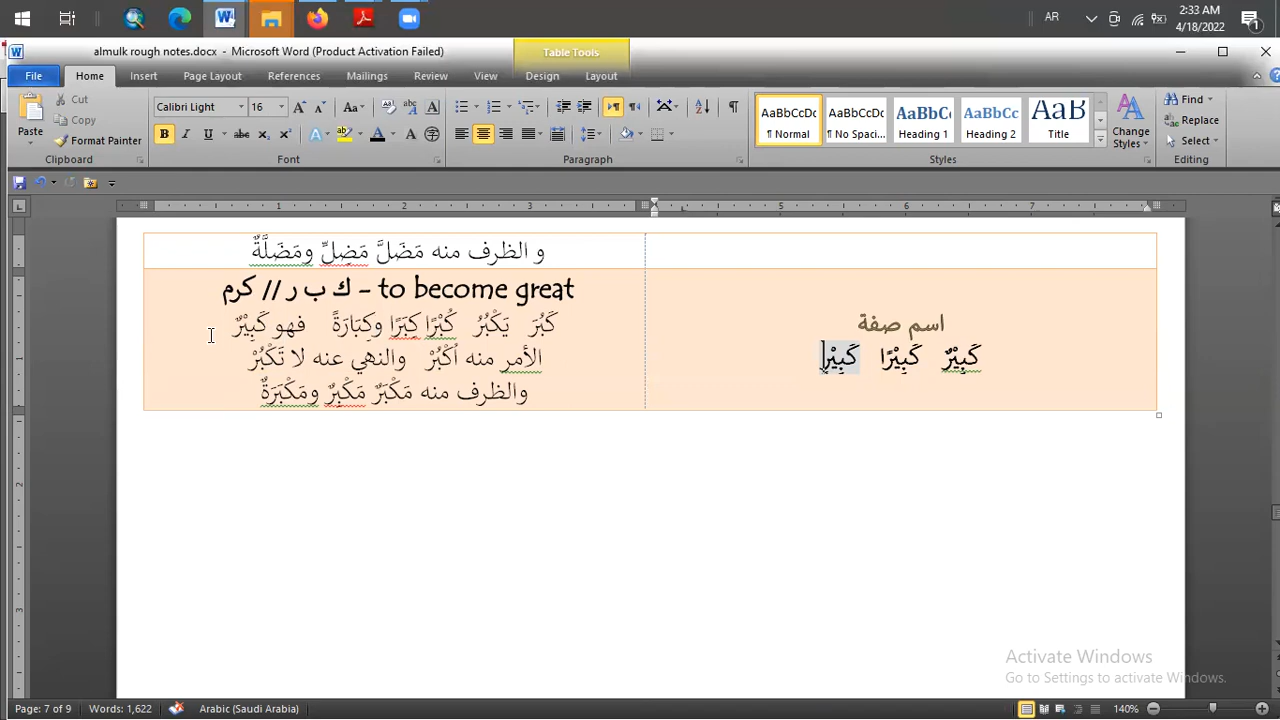 AR
2:33 AM
4/18/2022
almulk rough notes.docx - Microsoft Word (Product Activation Failed)
Table Tools
File Home Insert Page Layout References Mailings Review View Design Layout
Paste
Cut
Copy
Format Painter
Calibri Light 16
AaBbCcDc AaBbCcDc AaBbC AaBbCc AaB
¶ Normal ¶ No Spaci... Heading 1 Heading 2 Title
Change Styles
Find
Replace
Select
Clipboard Font Paragraph Styles Editing
و الظرف منه مَضَلَّ مَضِلٌّ ومَضَلَّةٌ
ك ب ر // كرم – to become great
كَبُرَ يَكْبُرُ كُبْرًا كِبَرًا وكِبَارَةً فهو كَبِيْرٌ
الأمر منه اُكْبُرْ والنهي عنه لا تَكْبُرْ
والظرف منه مَكْبَرٌ مَكْبِرٌ ومَكْبَرَةٌ
اسم صفة
كَبِيْرٌ كَبِيْرًا كَبِيْرٍ
Activate Windows
Go to Settings to activate Windows.
Page: 7 of 9 Words: 1,622 Arabic (Saudi Arabia) 140%